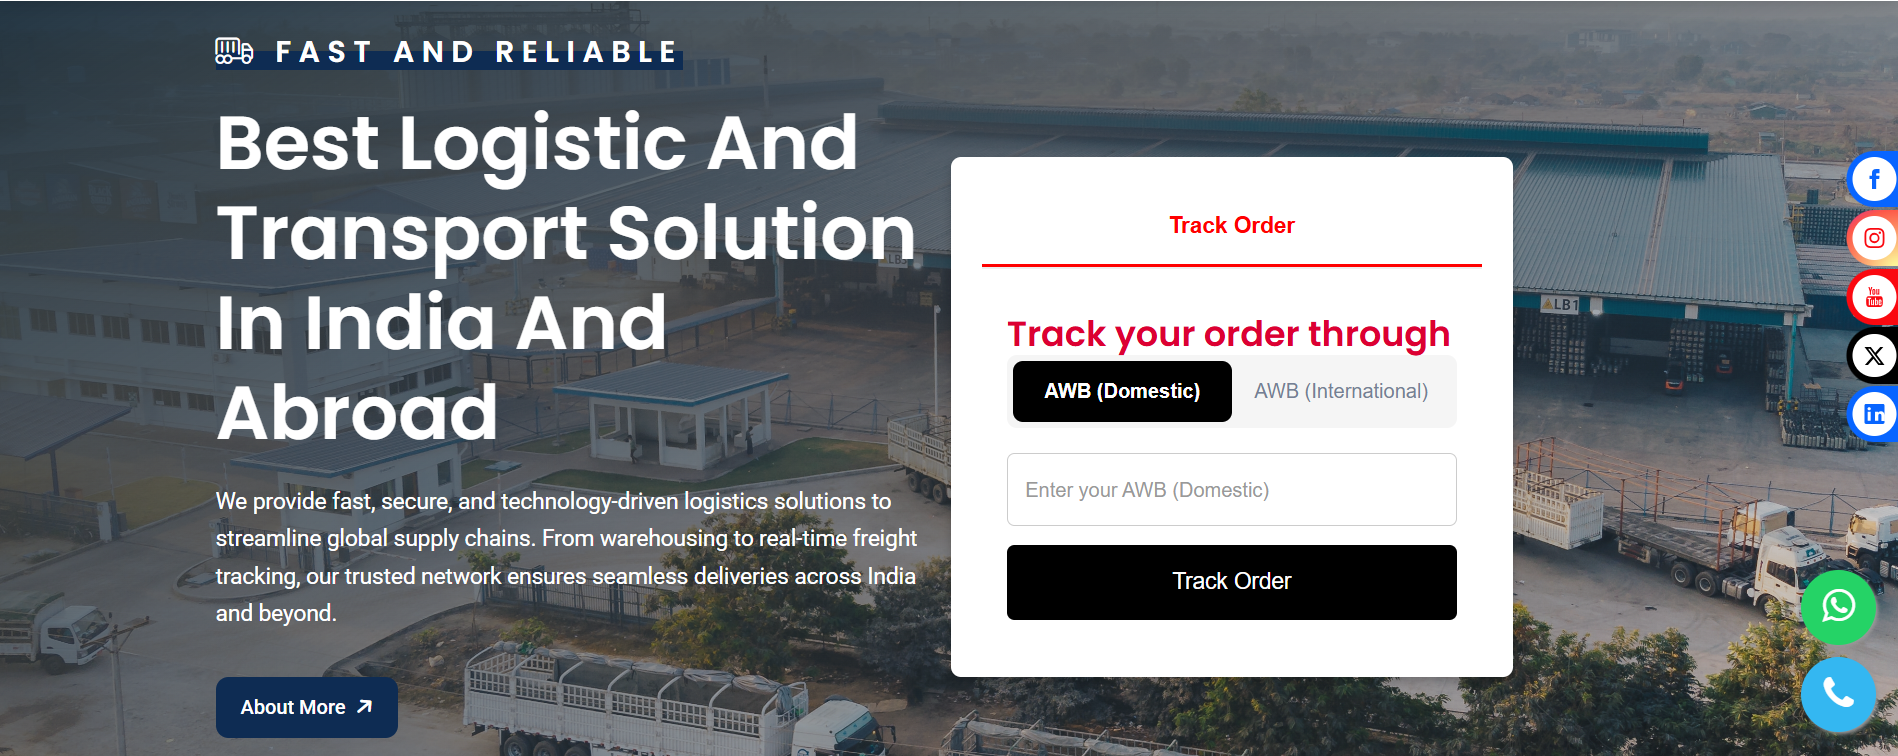 FAST AND RELIABLE
Best Logistic And
Transport Solution
In India And
Abroad
We provide fast, secure, and technology-driven logistics solutions to
streamline global supply chains. From warehousing to real-time freight
tracking, our trusted network ensures seamless deliveries across India
and beyond.
About More
Track Order
Track your order through
AWB (Domestic) AWB (International)
Enter your AWB (Domestic)
Track Order
LB1
You
Tube